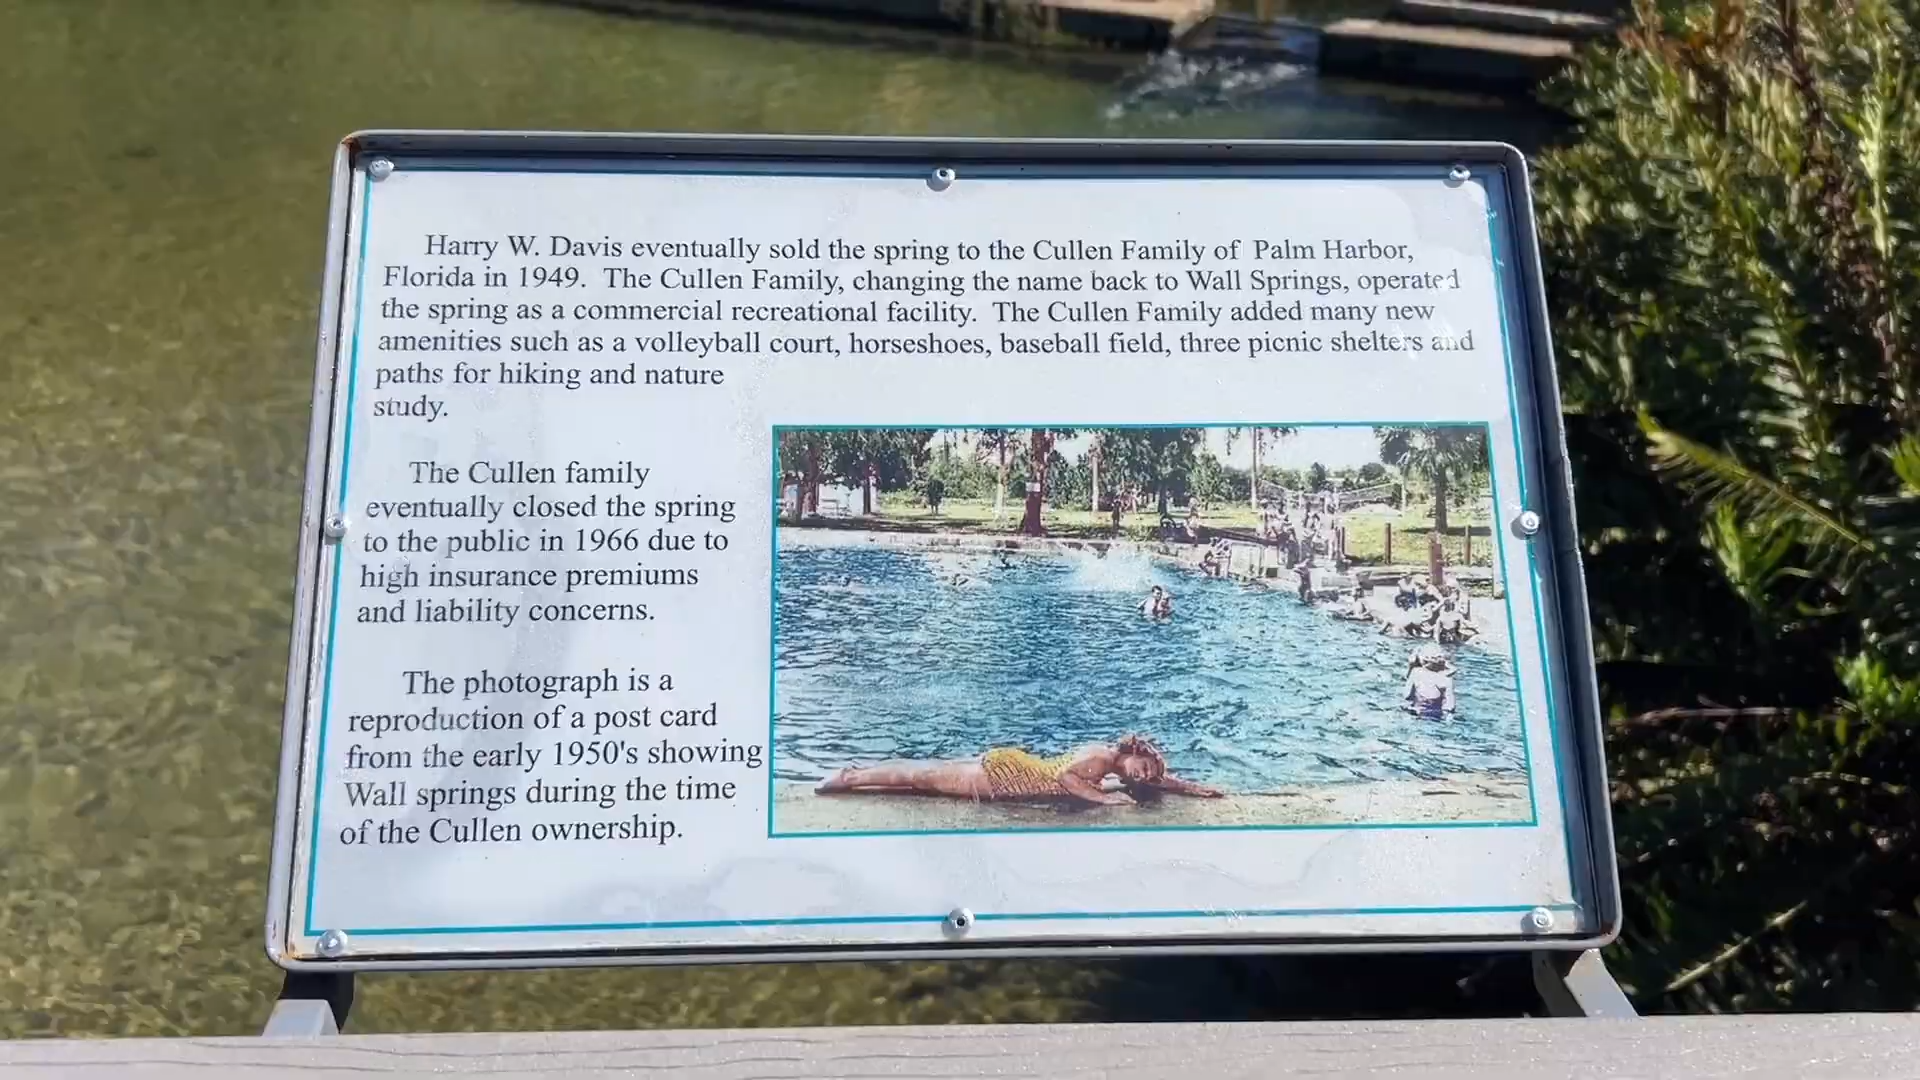 Harry W. Davis eventually sold the spring to the Cullen Family of Palm Harbor,
Florida in 1949. The Cullen Family, changing the name back to Wall Springs, operated
the spring as a commercial recreational facility. The Cullen Family added many new
amenities such as a volleyball court, horseshoes, baseball field, three picnic shelters and
paths for hiking and nature
study.
The Cullen family
eventually closed the spring
to the public in 1966 due to
high insurance premiums
and liability concerns.
The photograph is a
reproduction of a post card
from the early 1950's showing
Wall springs during the time
of the Cullen ownership.